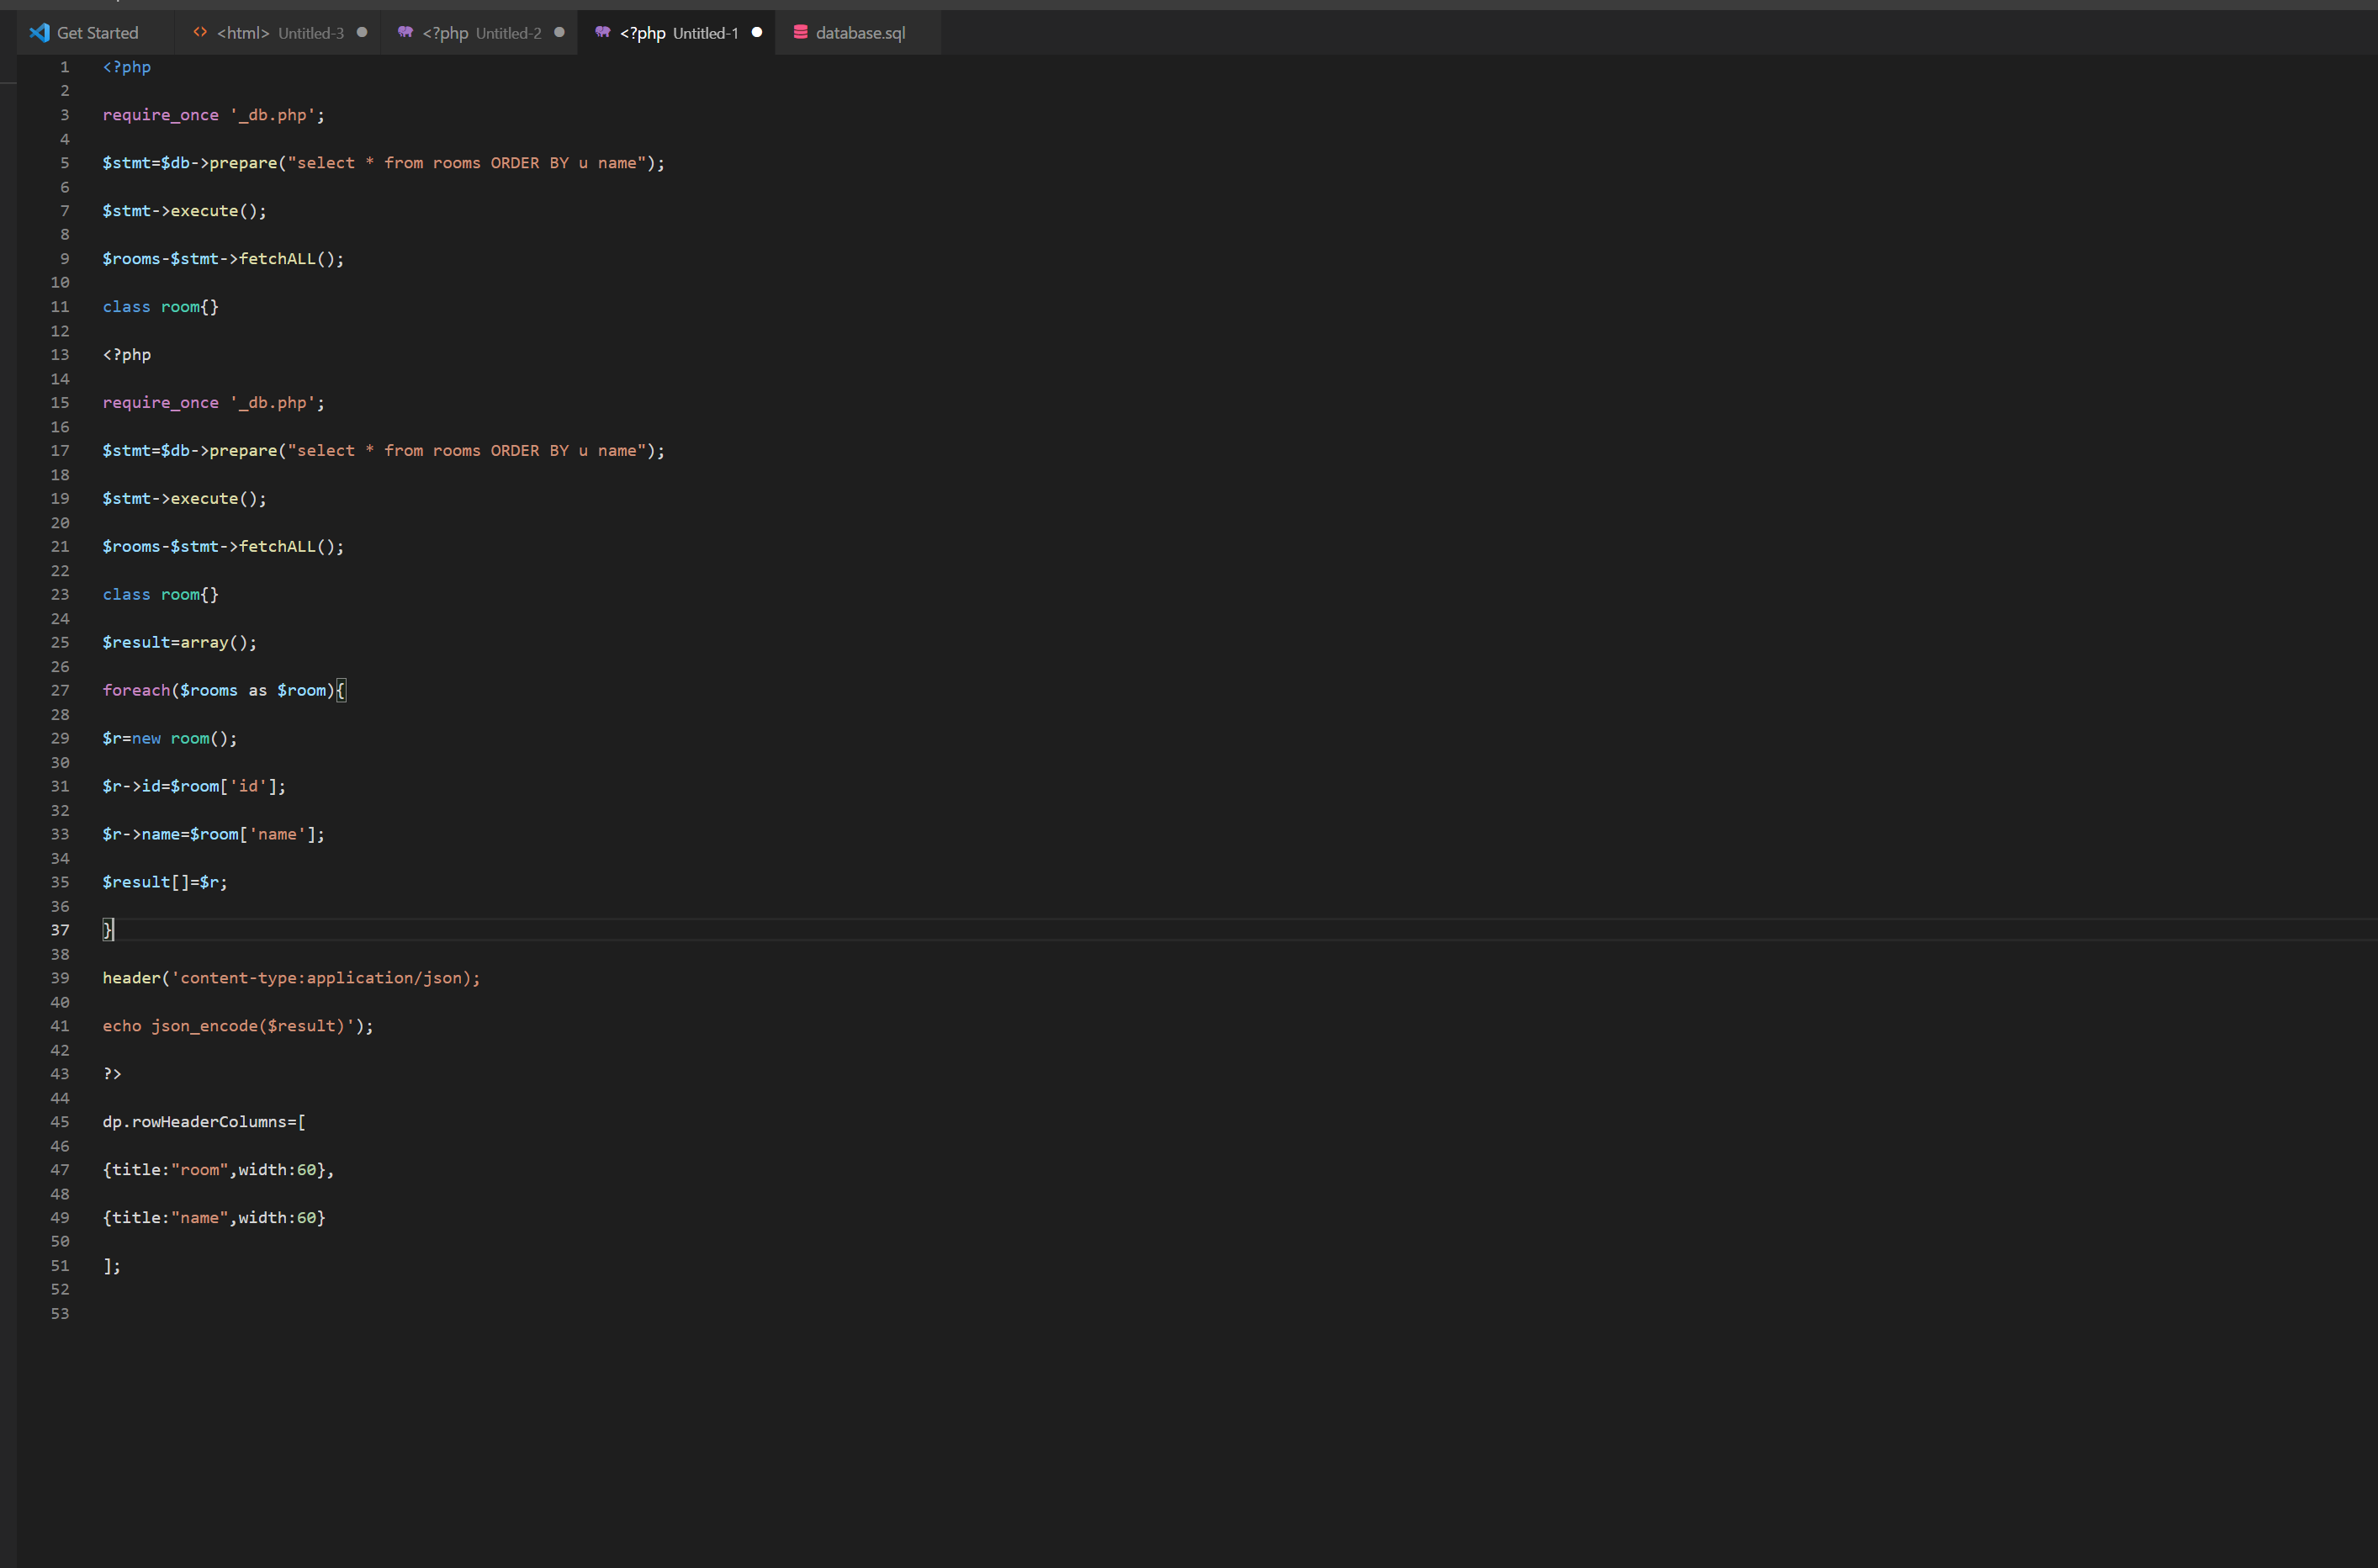 Get Started <html> Untitled-3 <?php Untitled-2 <?php Untitled-1 database.sql
1 <?php
2
3 require_once '_db.php';
4
5 $stmt=$db->prepare("select * from rooms ORDER BY u name");
6
7 $stmt->execute();
8
9 $rooms-$stmt->fetchALL();
10
11 class room{}
12
13 <?php
14
15 require_once '_db.php';
16
17 $stmt=$db->prepare("select * from rooms ORDER BY u name");
18
19 $stmt->execute();
20
21 $rooms-$stmt->fetchALL();
22
23 class room{}
24
25 $result=array();
26
27 foreach($rooms as $room){
28
29 $r=new room();
30
31 $r->id=$room['id'];
32
33 $r->name=$room['name'];
34
35 $result[]=$r;
36
37 }
38
39 header('content-type:application/json);
40
41 echo json_encode($result)');
42
43 ?>
44
45 dp.rowHeaderColumns=[
46
47 {title:"room",width:60},
48
49 {title:"name",width:60}
50
51 ];
52
53